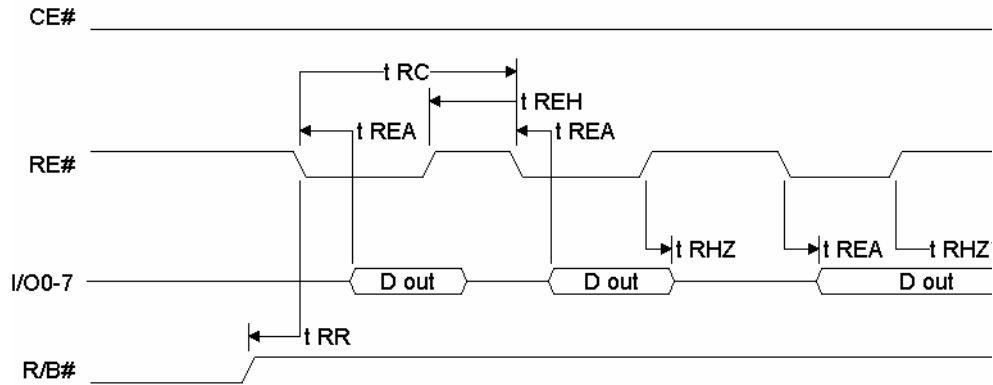 CE#
t RC
t REH
t REA
t REA
RE#
t RHZ
t REA
t RHZ
I/O0-7
D out
D out
D out
t RR
R/B#